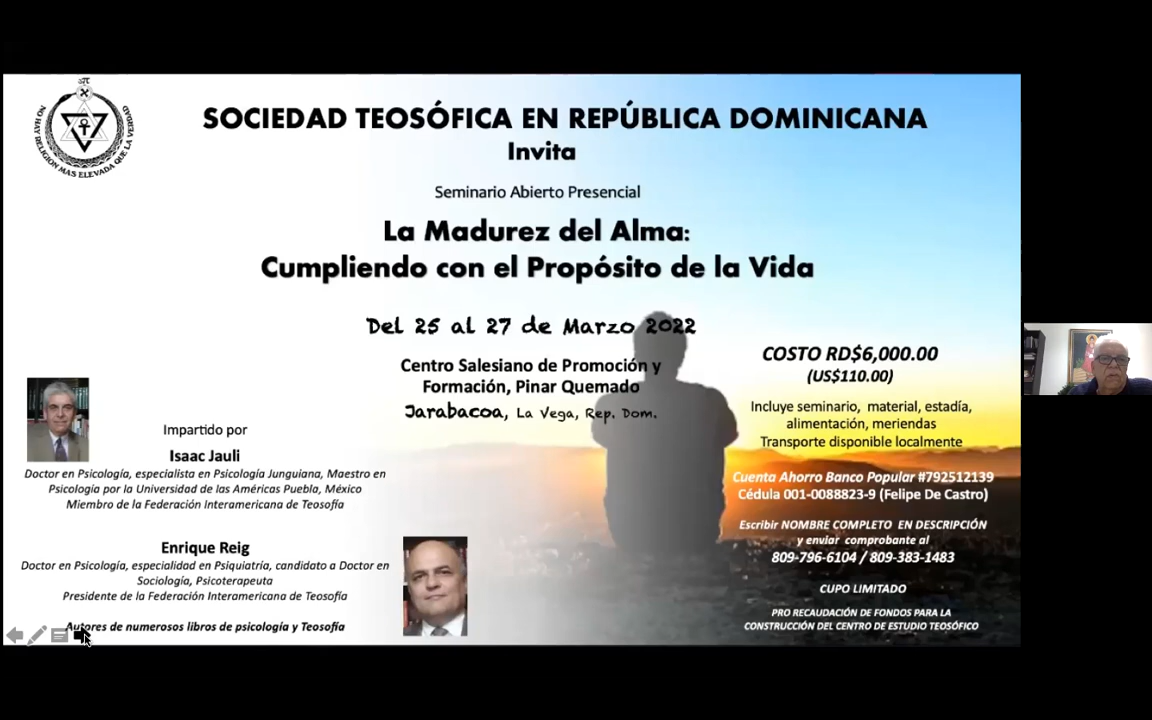 NO HAY RELIGION MAS ELEVADA QUE LA VERDAD
SOCIEDAD TEOSÓFICA EN REPÚBLICA DOMINICANA
Invita
Seminario Abierto Presencial
La Madurez del Alma:
Cumpliendo con el Propósito de la Vida
Del 25 al 27 de Marzo 2022
Centro Salesiano de Promoción y
Formación, Pinar Quemado
Jarabacoa, La Vega, Rep. Dom.
Impartido por
Isaac Jauli
Doctor en Psicología, especialista en Psicología Junguiana, Maestro en
Psicología por la Universidad de las Américas Puebla, México
Miembro de la Federación Interamericana de Teosofía
Enrique Reig
Doctor en Psicología, especialidad en Psiquiatría, candidato a Doctor en
Sociología, Psicoterapeuta
Presidente de la Federación Interamericana de Teosofía
Autores de numerosos libros de psicología y Teosofía
COSTO RD$6,000.00
(US$110.00)
Incluye seminario, material, estadía,
alimentación, meriendas
Transporte disponible localmente
Cuenta Ahorro Banco Popular #792512139
Cédula 001-0088823-9 (Felipe De Castro)
Escribir NOMBRE COMPLETO EN DESCRIPCIÓN
y enviar comprobante al
809-796-6104 / 809-383-1483
CUPO LIMITADO
PRO RECAUDACIÓN DE FONDOS PARA LA
CONSTRUCCIÓN DEL CENTRO DE ESTUDIO TEOSÓFICO